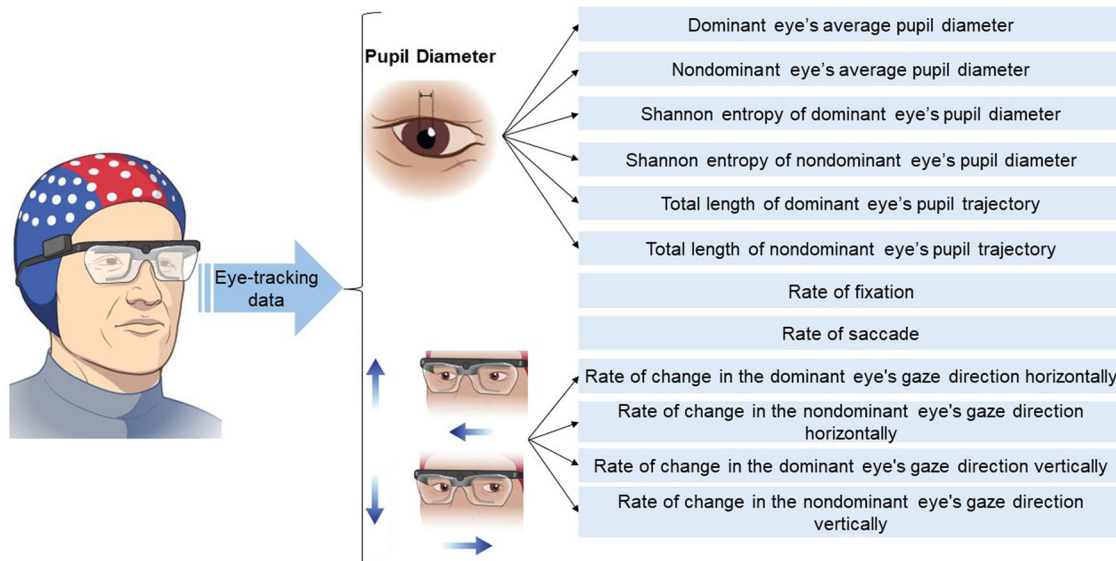 Eye-tracking
data
Pupil Diameter
Dominant eye's average pupil diameter
Nondominant eye's average pupil diameter
Shannon entropy of dominant eye's pupil diameter
Shannon entropy of nondominant eye's pupil diameter
Total length of dominant eye's pupil trajectory
Total length of nondominant eye's pupil trajectory
Rate of fixation
Rate of saccade
Rate of change in the dominant eye's gaze direction horizontally
Rate of change in the nondominant eye's gaze direction
horizontally
Rate of change in the dominant eye's gaze direction vertically
Rate of change in the nondominant eye's gaze direction
vertically